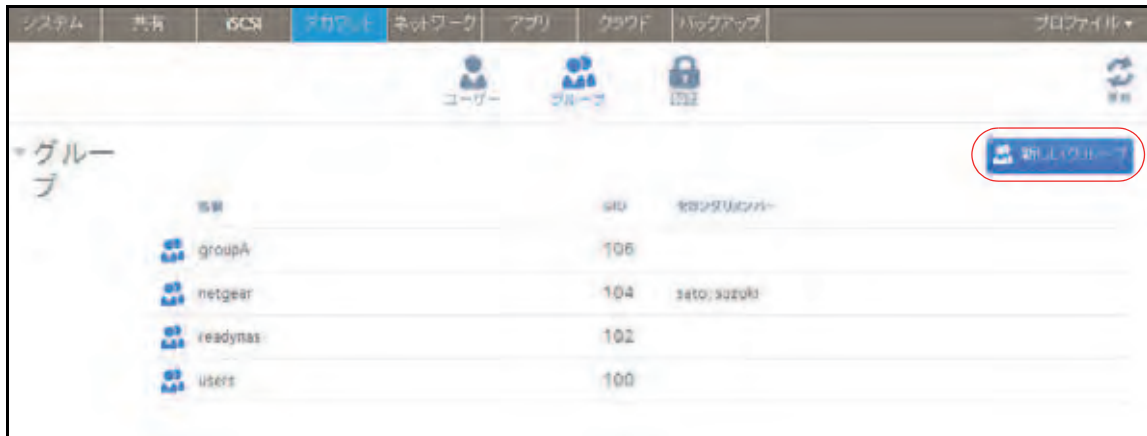 システム 共有 iSCSI アカウント ネットワーク アプリ クラウド バックアップ プロファイル
ユーザー グループ 認証 更新
グルー
プ
新しいグループ
名前 GID セカンダリメンバー
groupA 106
netgear 104 sato, suzuki
readynas 102
users 100